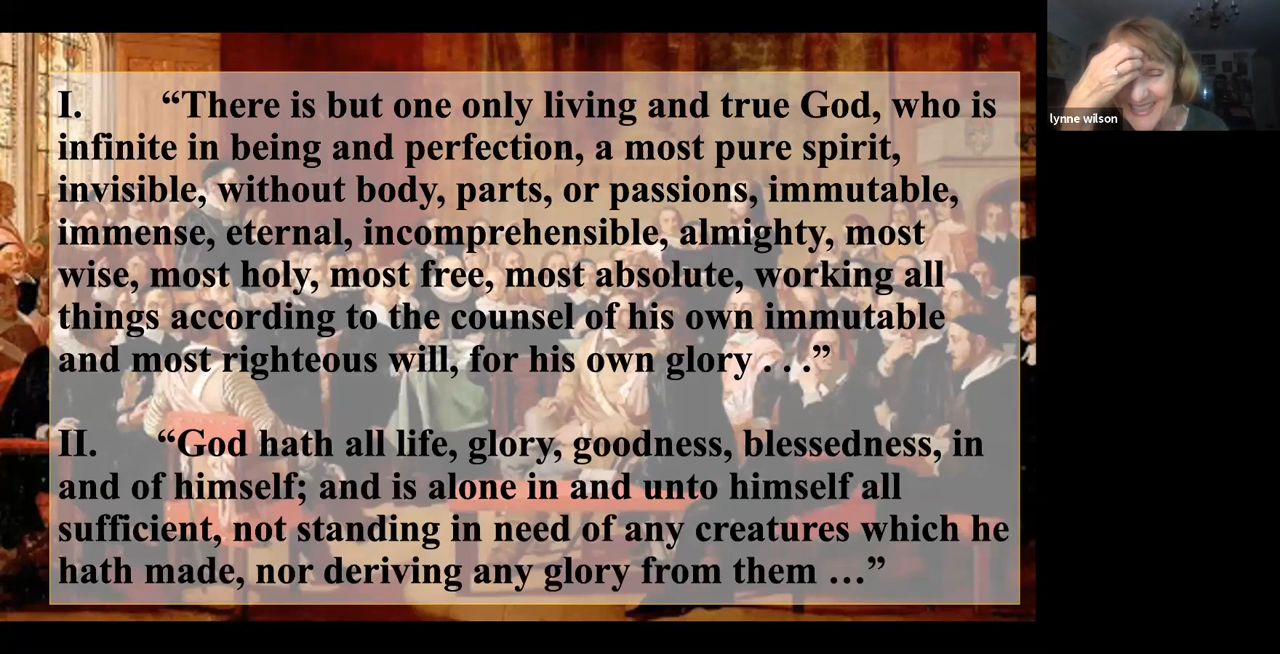 I. “There is but one only living and true God, who is
infinite in being and perfection, a most pure spirit,
invisible, without body, parts, or passions, immutable,
immense, eternal, incomprehensible, almighty, most
wise, most holy, most free, most absolute, working all
things according to the counsel of his own immutable
and most righteous will, for his own glory . . .”
II. “God hath all life, glory, goodness, blessedness, in
and of himself; and is alone in and unto himself all
sufficient, not standing in need of any creatures which he
hath made, nor deriving any glory from them …”
lynne wilson